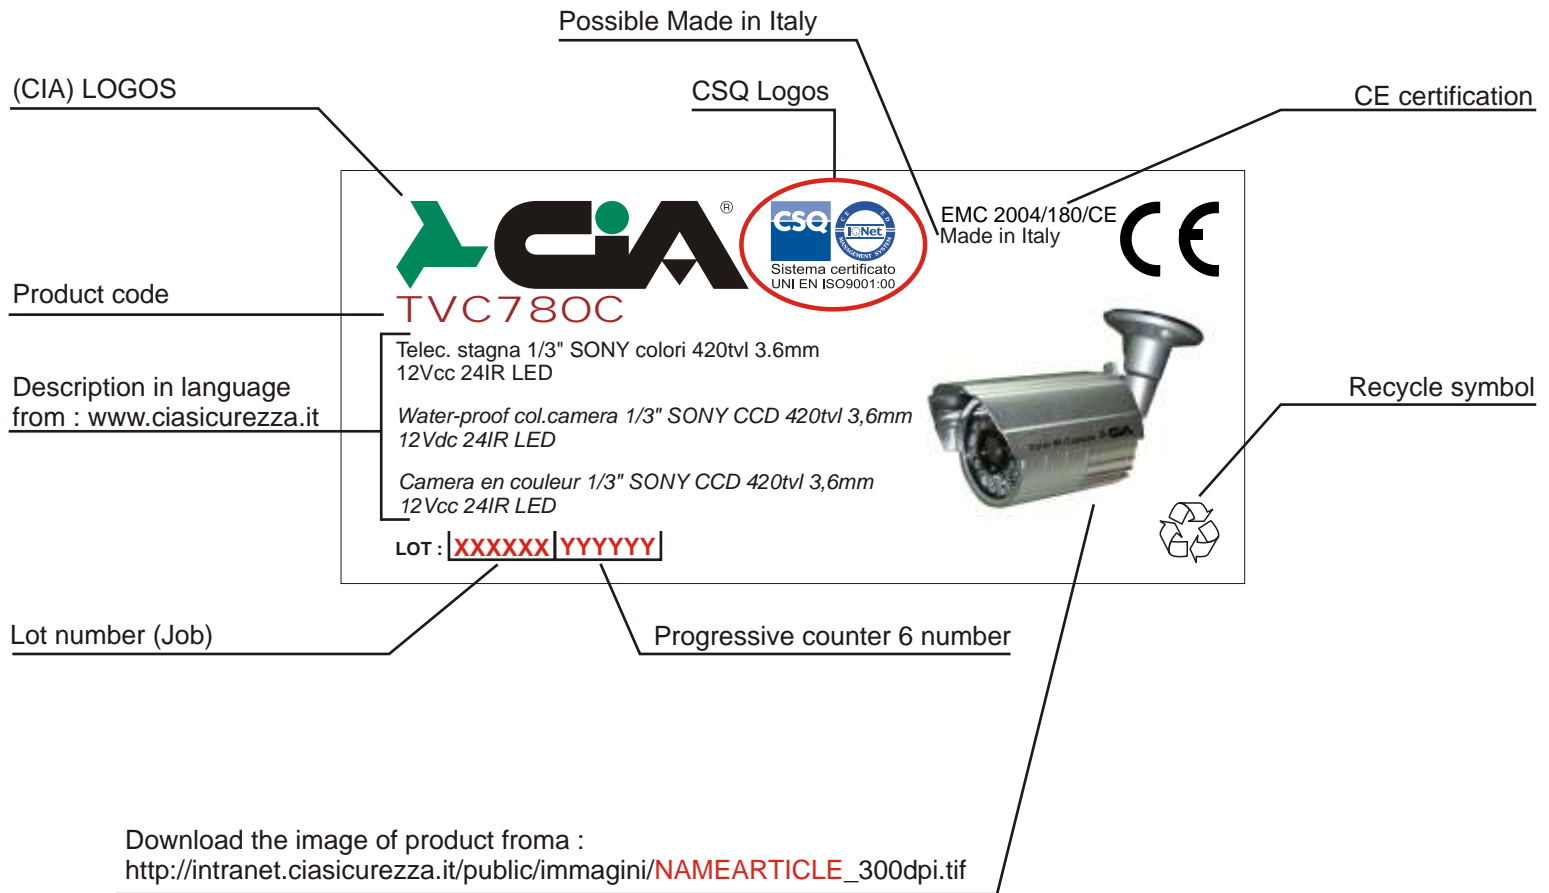 Possible Made in Italy
(CIA) LOGOS
CSQ Logos
CE certification
CiA ®
CSQ
IQNet
Sistema certificato
UNI EN ISO9001:00
EMC 2004/180/CE
Made in Italy
CE
Product code
TVC780C
Telec. stagna 1/3" SONY colori 420tvl 3.6mm
12Vcc 24IR LED
Description in language
from : www.ciasicurezza.it
Water-proof col.camera 1/3" SONY CCD 420tvl 3,6mm
12Vdc 24IR LED
Recycle symbol
Camera en couleur 1/3" SONY CCD 420tvl 3,6mm
12Vcc 24IR LED
LOT : XXXXXX YYYYYY
Lot number (Job)
Progressive counter 6 number
Download the image of product froma :
http://intranet.ciasicurezza.it/public/immagini/NAMEARTICLE_300dpi.tif